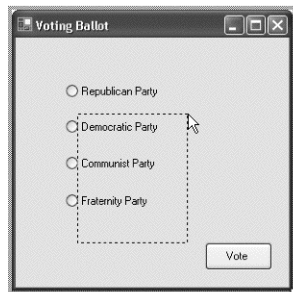 Voting Ballot
Republican Party
Democratic Party
Communist Party
Fraternity Party
Vote